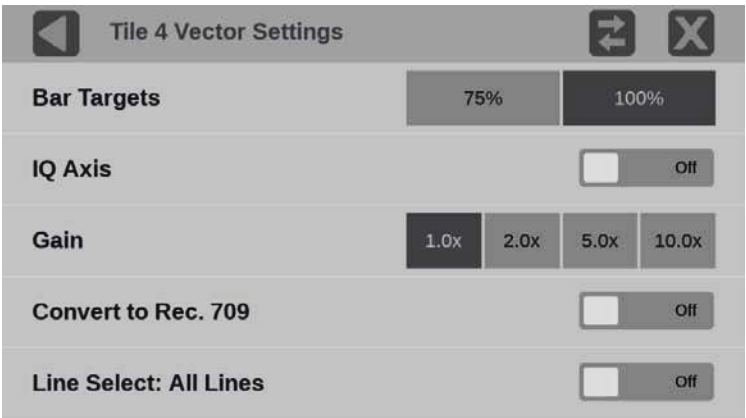 Tile 4 Vector Settings
Bar Targets 75% 100%
IQ Axis Off
Gain 1.0x 2.0x 5.0x 10.0x
Convert to Rec. 709 Off
Line Select: All Lines Off